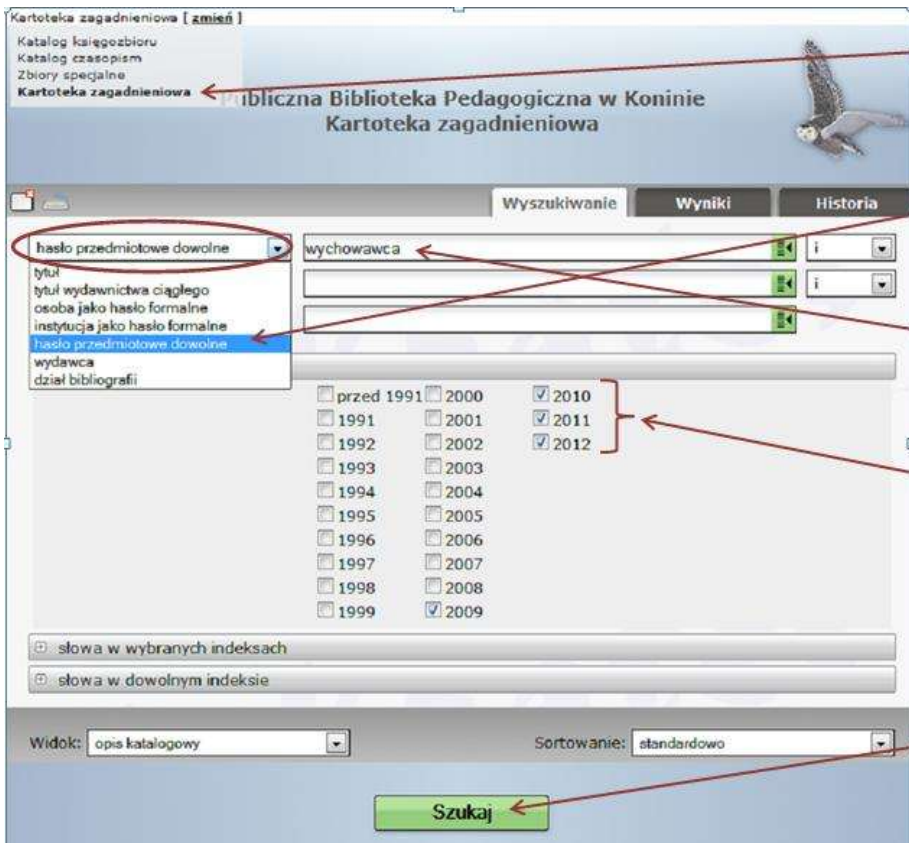 Kartoteka zagadnieniowa [ zmień ]
Katalog księgozbioru
Katalog czasopism
Zbiory specjalne
Kartoteka zagadnieniowa
Publiczna Biblioteka Pedagogiczna w Koninie
Kartoteka zagadnieniowa
Wyszukiwanie Wyniki Historia
hasło przedmiotowe dowolne wychowawca i
tytuł
tytuł wydawnictwa ciągłego i
osoba jako hasło formalne
instytucja jako hasło formalne
hasło przedmiotowe dowolne
wydawca
dział bibliografii
przed 1991 2000 2010
1991 2001 2011
1992 2002 2012
1993 2003
1994 2004
1995 2005
1996 2006
1997 2007
1998 2008
1999 2009
słowa w wybranych indeksach
słowa w dowolnym indeksie
Widok: opis katalogowy Sortowanie: standardowo
Szukaj